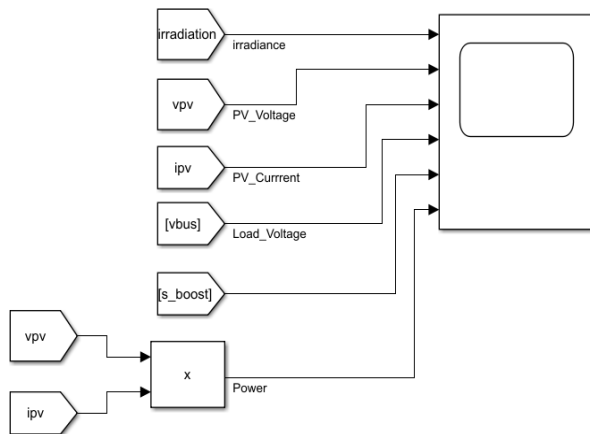 irradiation
irradiance
vpv
PV_Voltage
ipv
PV_Currrent
[vbus]
Load_Voltage
[s_boost]
vpv
x
Power
ipv